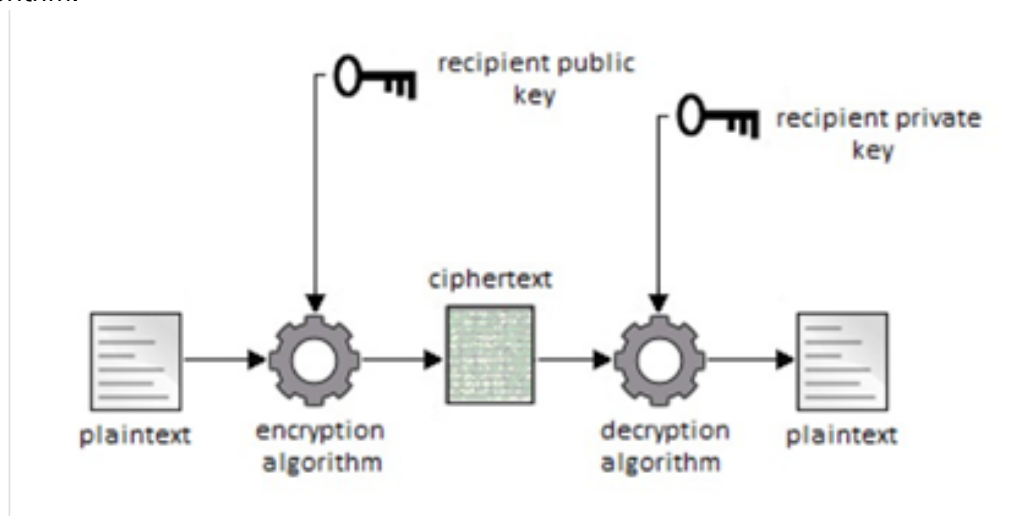 recipient public
key
recipient private
key
ciphertext
plaintext
encryption
algorithm
decryption
algorithm
plaintext